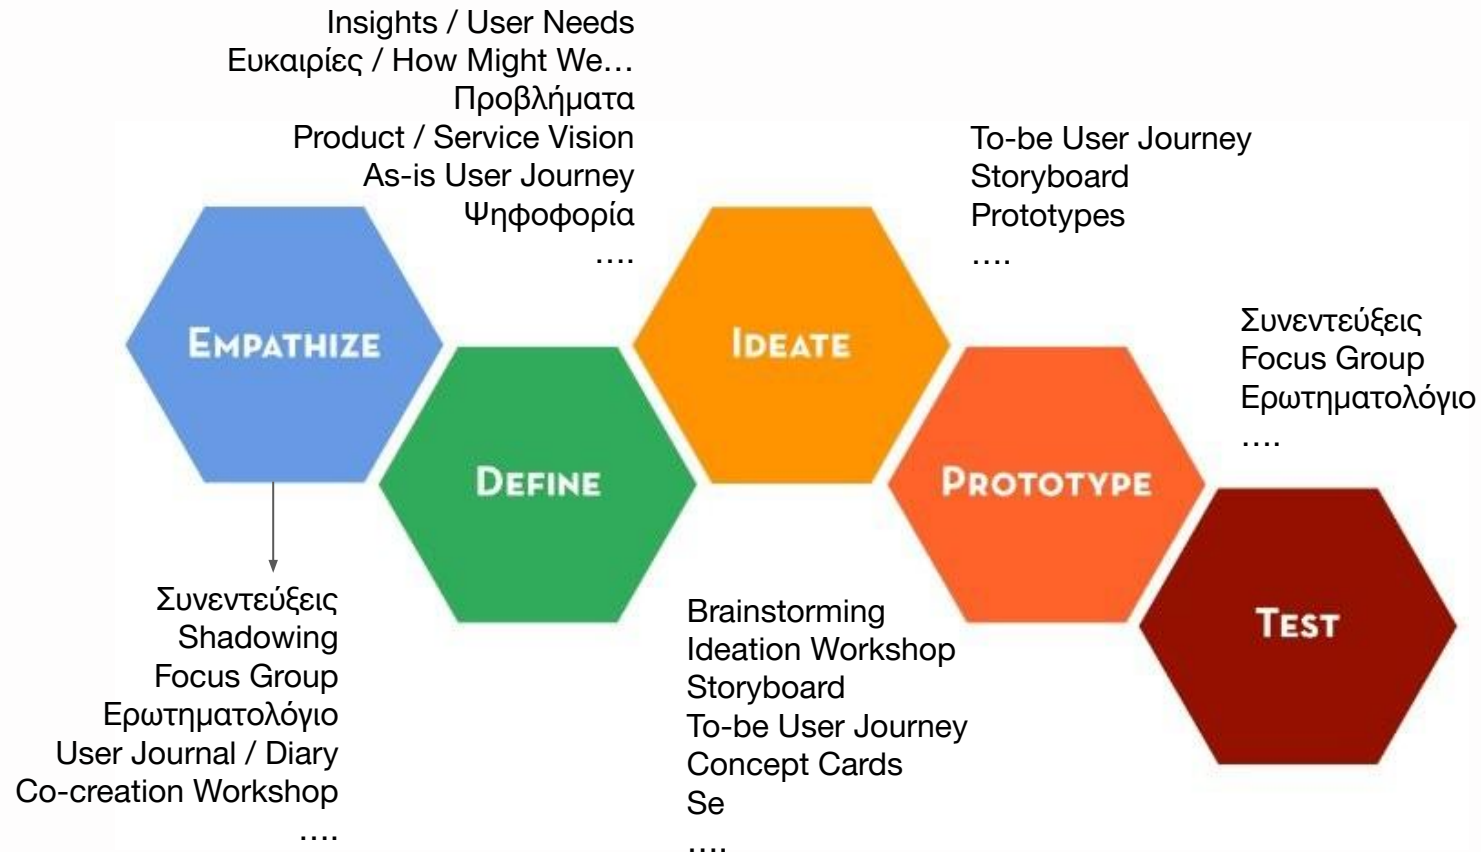 Insights / User Needs
Ευκαιρίες / How Might We…
Προβλήματα
Product / Service Vision
As-is User Journey
Ψηφοφορία
….
To-be User Journey
Storyboard
Prototypes
….
EMPATHIZE
IDEATE
Συνεντεύξεις
Focus Group
Ερωτηματολόγιο
….
DEFINE
PROTOTYPE
Συνεντεύξεις
Shadowing
Focus Group
Ερωτηματολόγιο
User Journal / Diary
Co-creation Workshop
….
Brainstorming
Ideation Workshop
Storyboard
To-be User Journey
Concept Cards
Se
….
TEST